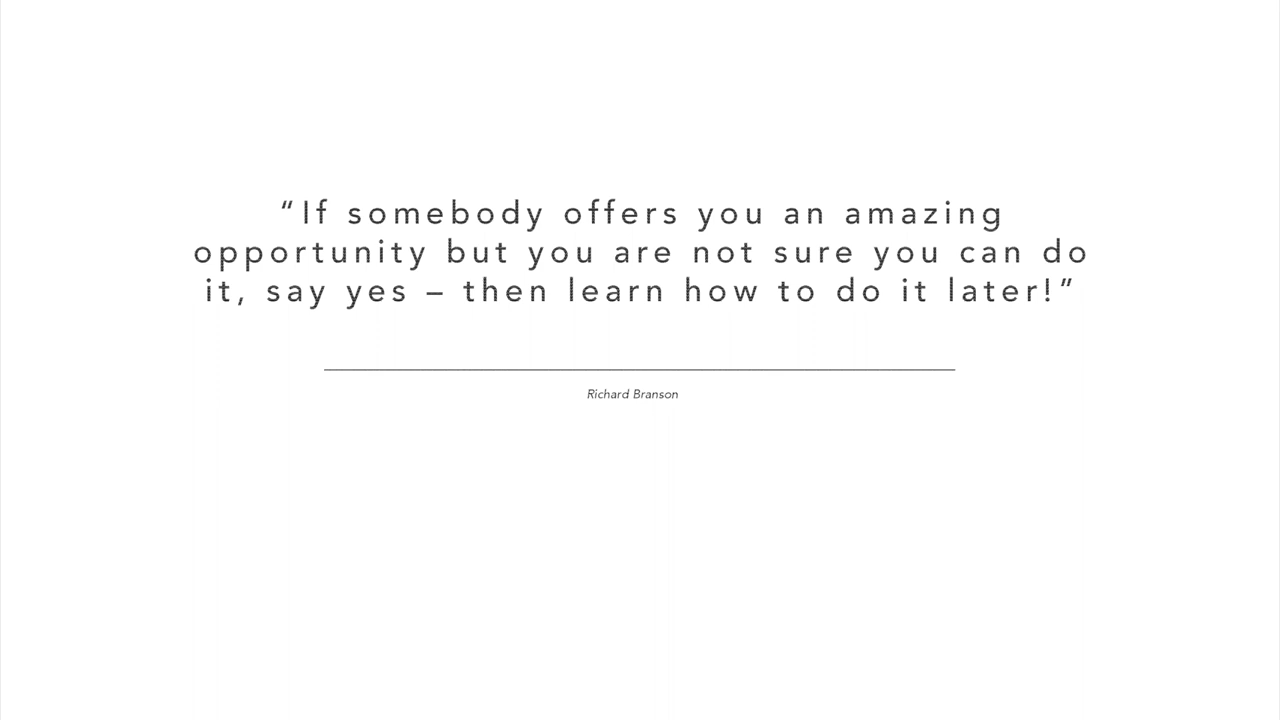 “If somebody offers you an amazing
opportunity but you are not sure you can do
it, say yes – then learn how to do it later!”
Richard Branson